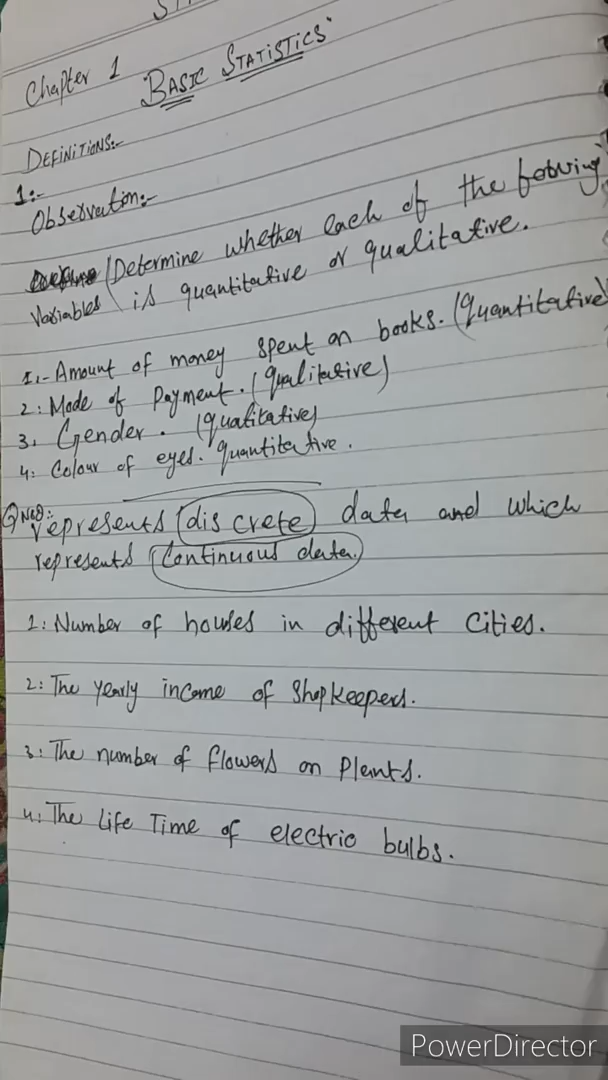 Chapter 1
BASIC STATISTICS
DEFINITIONS:-
1:-
Observation:-
Determine whether each of the
Variables is quantitative or qualitative.
1:- Amount of money spent on books. (Quantitative)
2: Mode of Payment. (qualitative)
3. Gender. (qualitative)
4: Colour of eyes. quantitative.
Q NO: represents discrete data and which
represents Continuous data.
1: Number of houses in different Cities.
2: The yearly income of Shopkeepers.
3: The number of flowers on Plants.
4: The Life Time of electric bulbs.
PowerDirector